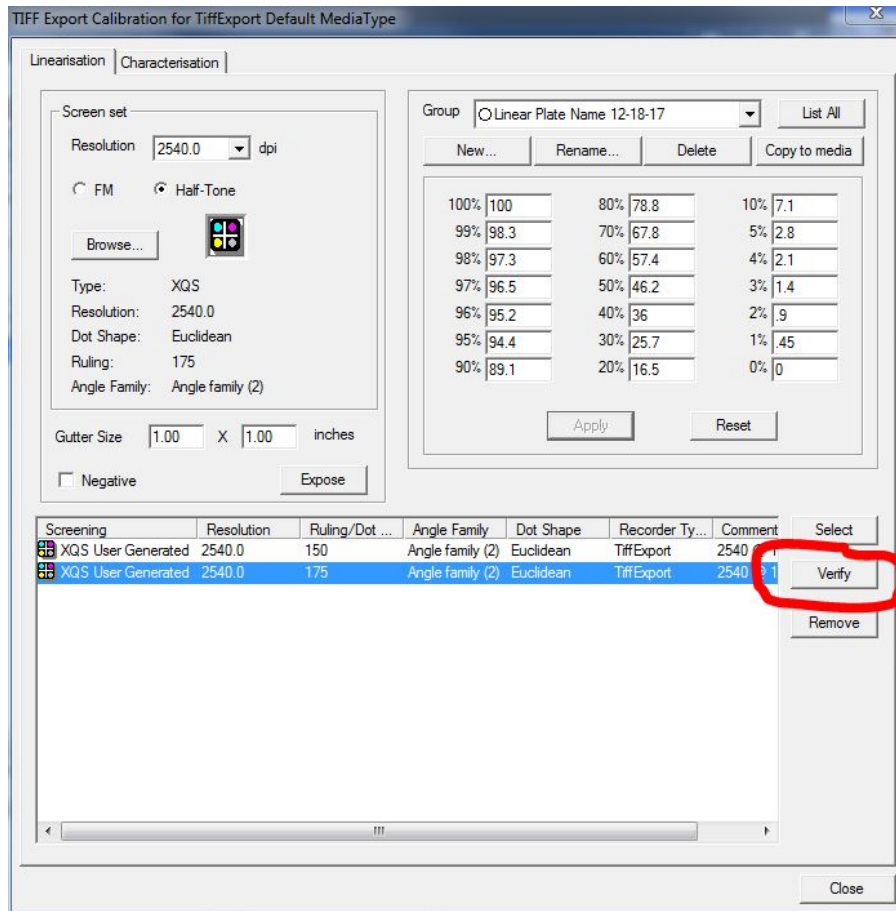 TIFF Export Calibration for TiffExport Default MediaType
X
Linearisation
Characterisation
Screen set
Resolution 2540.0 dpi
FM Half-Tone
Browse...
Type: XQS
Resolution: 2540.0
Dot Shape: Euclidean
Ruling: 175
Angle Family: Angle family (2)
Gutter Size 1.00 X 1.00 inches
Negative Expose
Group Linear Plate Name 12-18-17 List All
New... Rename... Delete Copy to media
100% 100 80% 78.8 10% 7.1
99% 98.3 70% 67.8 5% 2.8
98% 97.3 60% 57.4 4% 2.1
97% 96.5 50% 46.2 3% 1.4
96% 95.2 40% 36 2% .9
95% 94.4 30% 25.7 1% .45
90% 89.1 20% 16.5 0% 0
Apply Reset
Screening Resolution Ruling/Dot ... Angle Family Dot Shape Recorder Ty... Comment
XQS User Generated 2540.0 150 Angle family (2) Euclidean TiffExport 2540
XQS User Generated 2540.0 175 Angle family (2) Euclidean TiffExport 2540
Select
Verify
Remove
Close